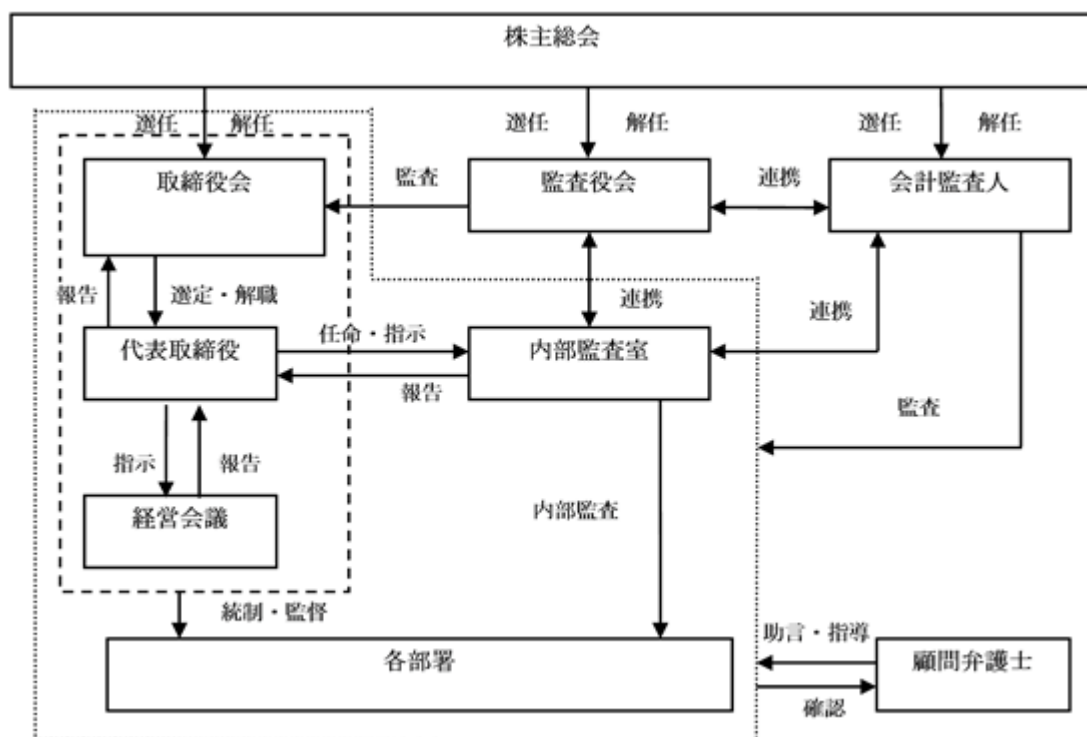 株主総会
選任 解任
選任 解任
選任 解任
取締役会
監査
監査役会
連携
会計監査人
報告
選定・解職
連携
連携
代表取締役
任命・指示
報告
内部監査室
監査
指示
報告
経営会議
内部監査
統制・監督
各部署
助言・指導
確認
顧問弁護士